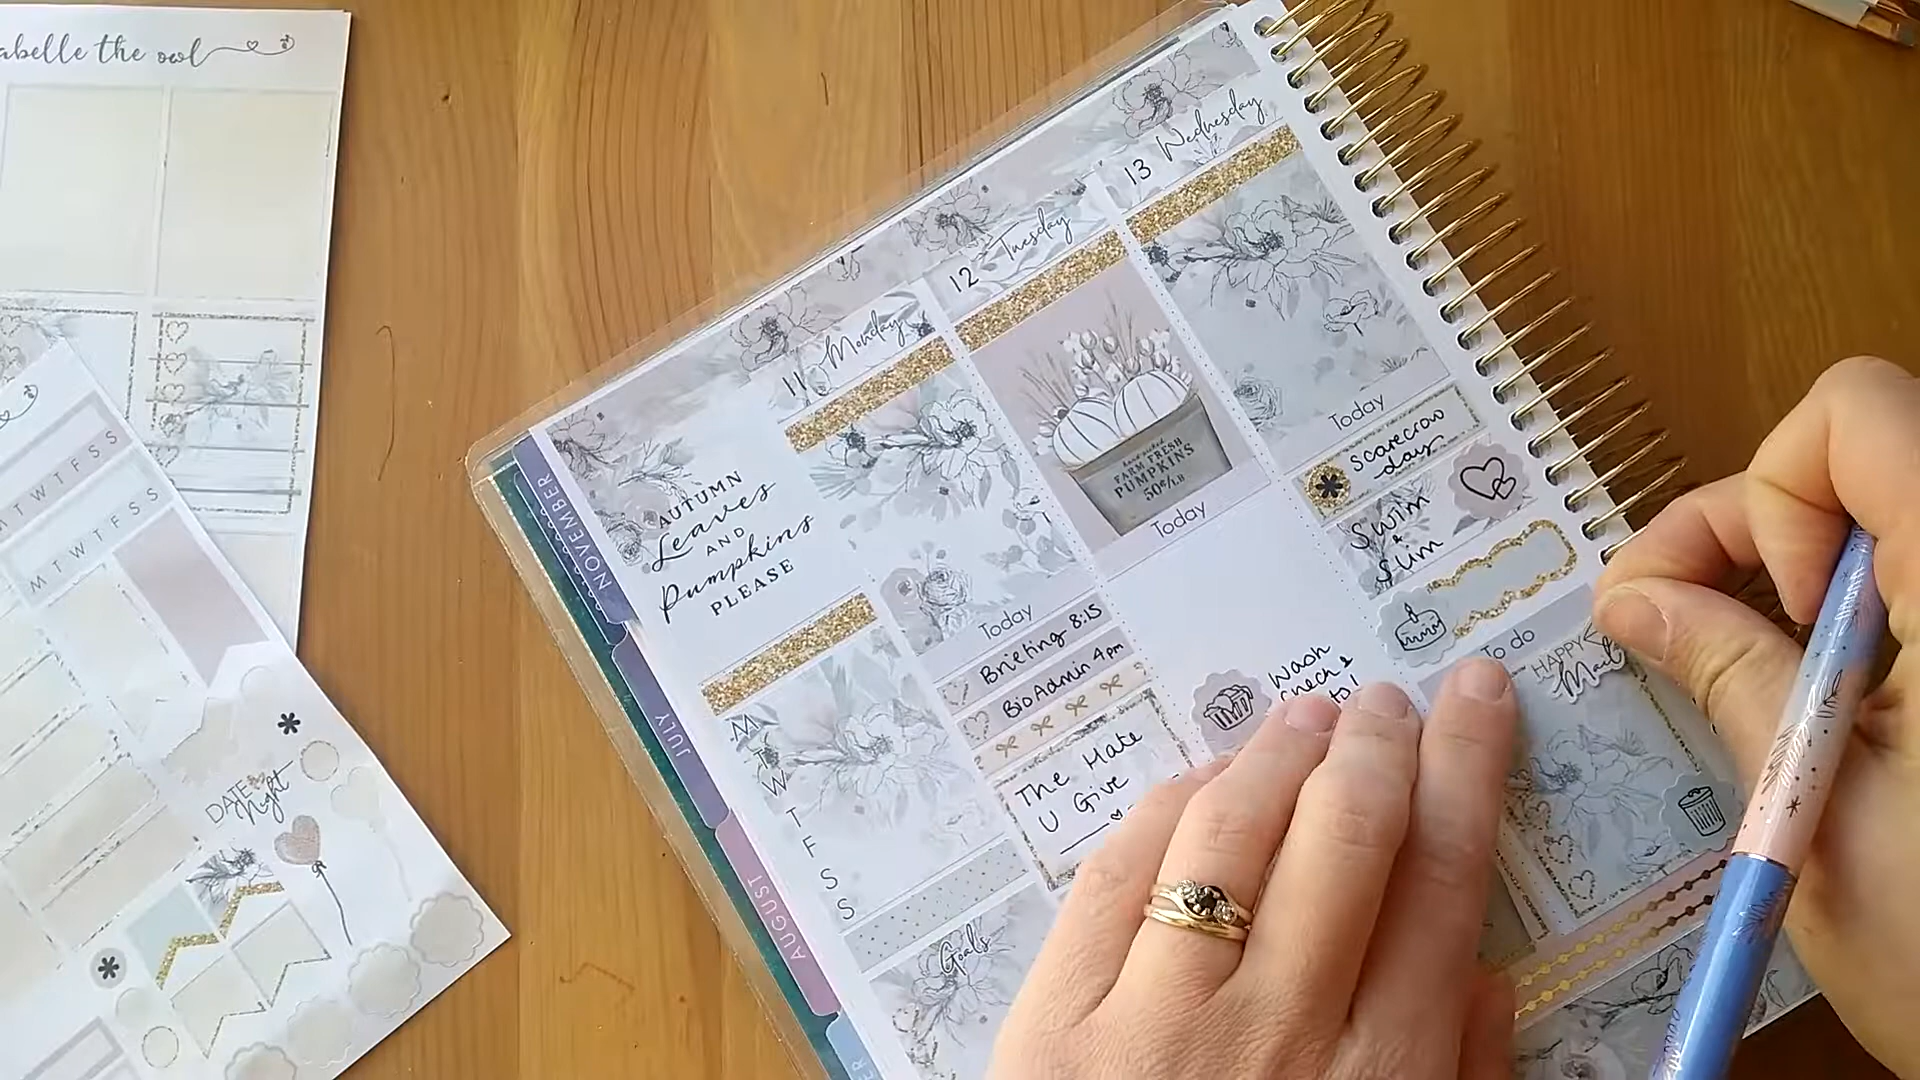 abelle the owl
M T W T F S S
M T W T F S S
DATE
Night
NOVEMBER
JULY
AUGUST
AUTUMN
Leaves
AND
Pumpkins
PLEASE
M
T
W
T
F
S
S
Goals
11 Monday
Today
Briefing 8:15
BioAdmin 4pm
The Hate
U Give
12 Tuesday
FARM FRESH
PUMPKINS
50¢/LB
Today
Wash
13 Wednesday
Today
Scarecrow
day
Swim
&
Slim
To do
HAPPY
Mail